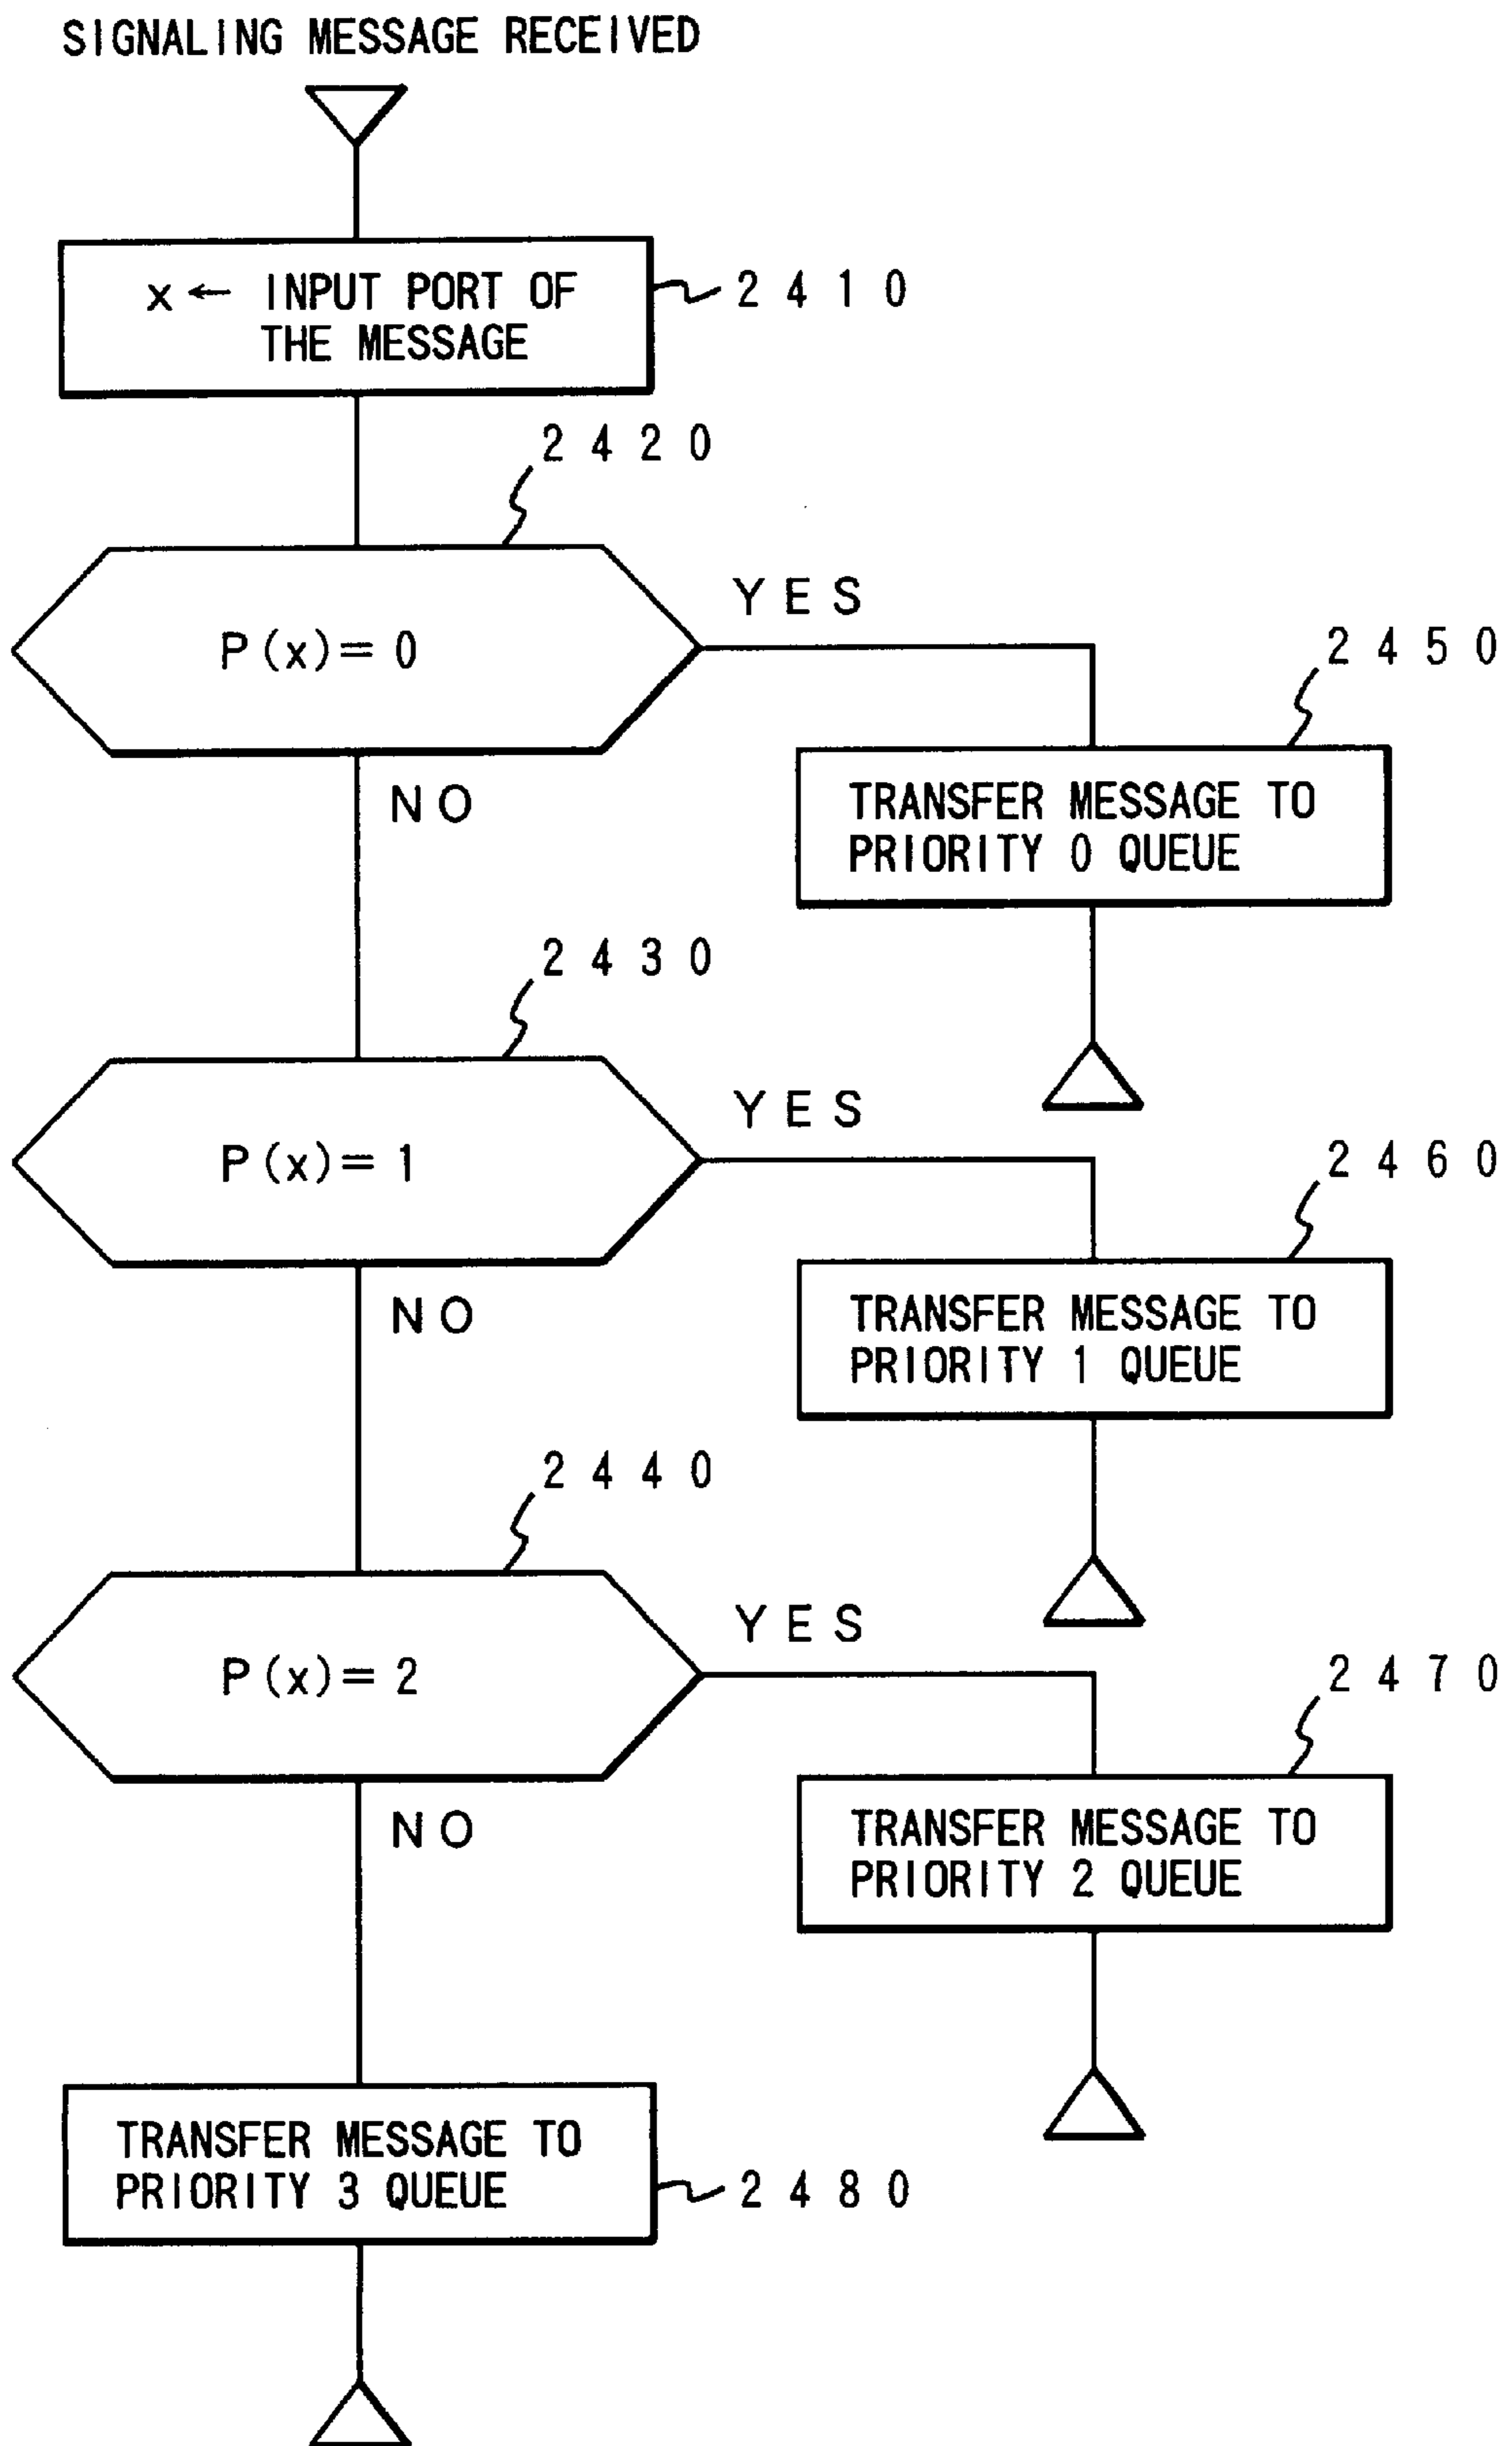 SIGNALING MESSAGE RECEIVED
x ← INPUT PORT OF
THE MESSAGE
2410
2420
P(x)=0
YES
2450
TRANSFER MESSAGE TO
PRIORITY 0 QUEUE
NO
2430
P(x)=1
YES
2460
TRANSFER MESSAGE TO
PRIORITY 1 QUEUE
NO
2440
P(x)=2
YES
2470
TRANSFER MESSAGE TO
PRIORITY 2 QUEUE
NO
TRANSFER MESSAGE TO
PRIORITY 3 QUEUE
2480